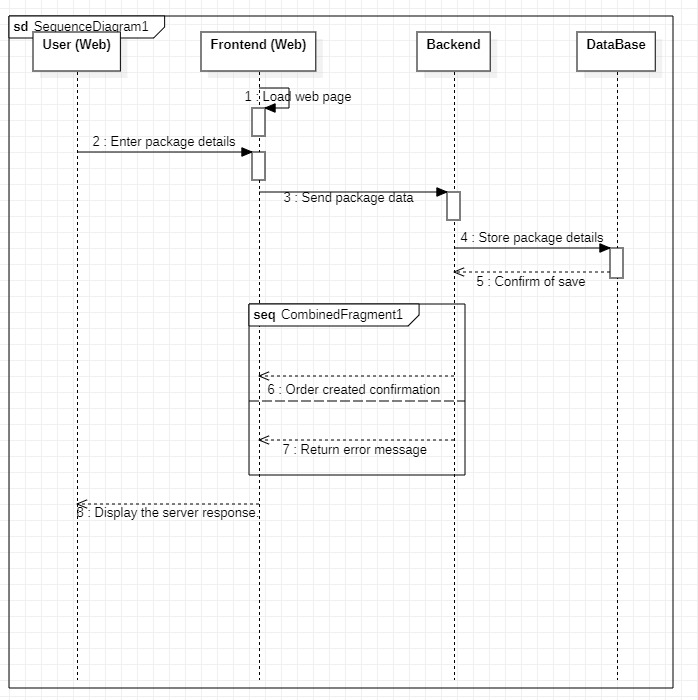 sd SequenceDiagram1
User (Web)
Frontend (Web)
Backend
DataBase
1 : Load web page
2 : Enter package details
3 : Send package data
4 : Store package details
5 : Confirm of save
seq CombinedFragment1
6 : Order created confirmation
7 : Return error message
8 : Display the server response.